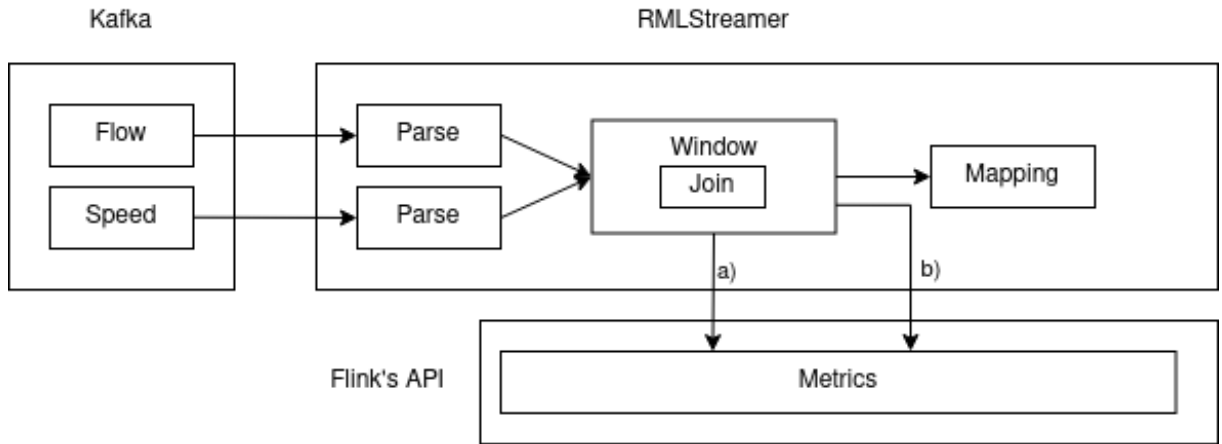 Kafka
RMLStreamer
Flow
Parse
Window
Join
Mapping
Speed
Parse
a)
b)
Flink's API
Metrics